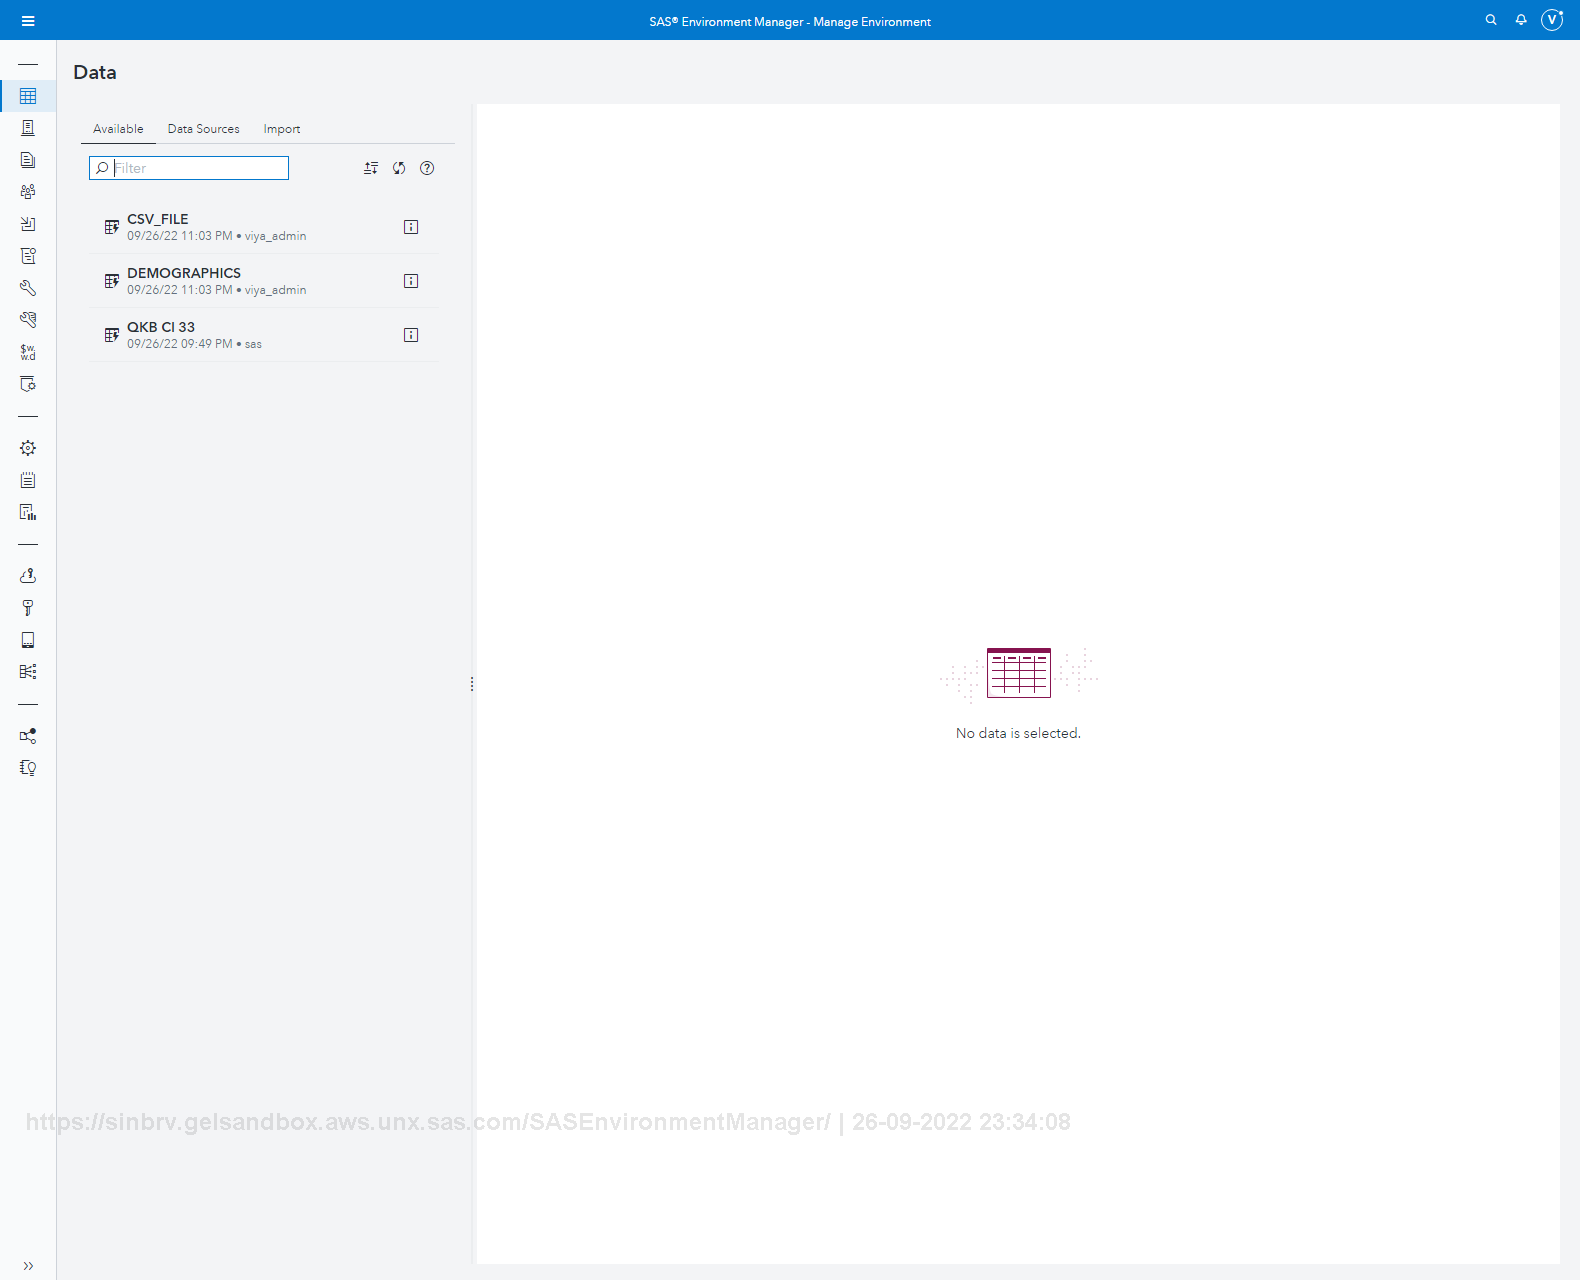 SAS® Environment Manager - Manage Environment
V
Data
Available
Data Sources
Import
Filter
CSV_FILE
09/26/22 11:03 PM • viya_admin
DEMOGRAPHICS
09/26/22 11:03 PM • viya_admin
QKB CI 33
09/26/22 09:49 PM • sas
$w.
w.d
No data is selected.
https://sinbrv.gelsandbox.aws.unx.sas.com/SASEnvironmentManager/ | 26-09-2022 23:34:08